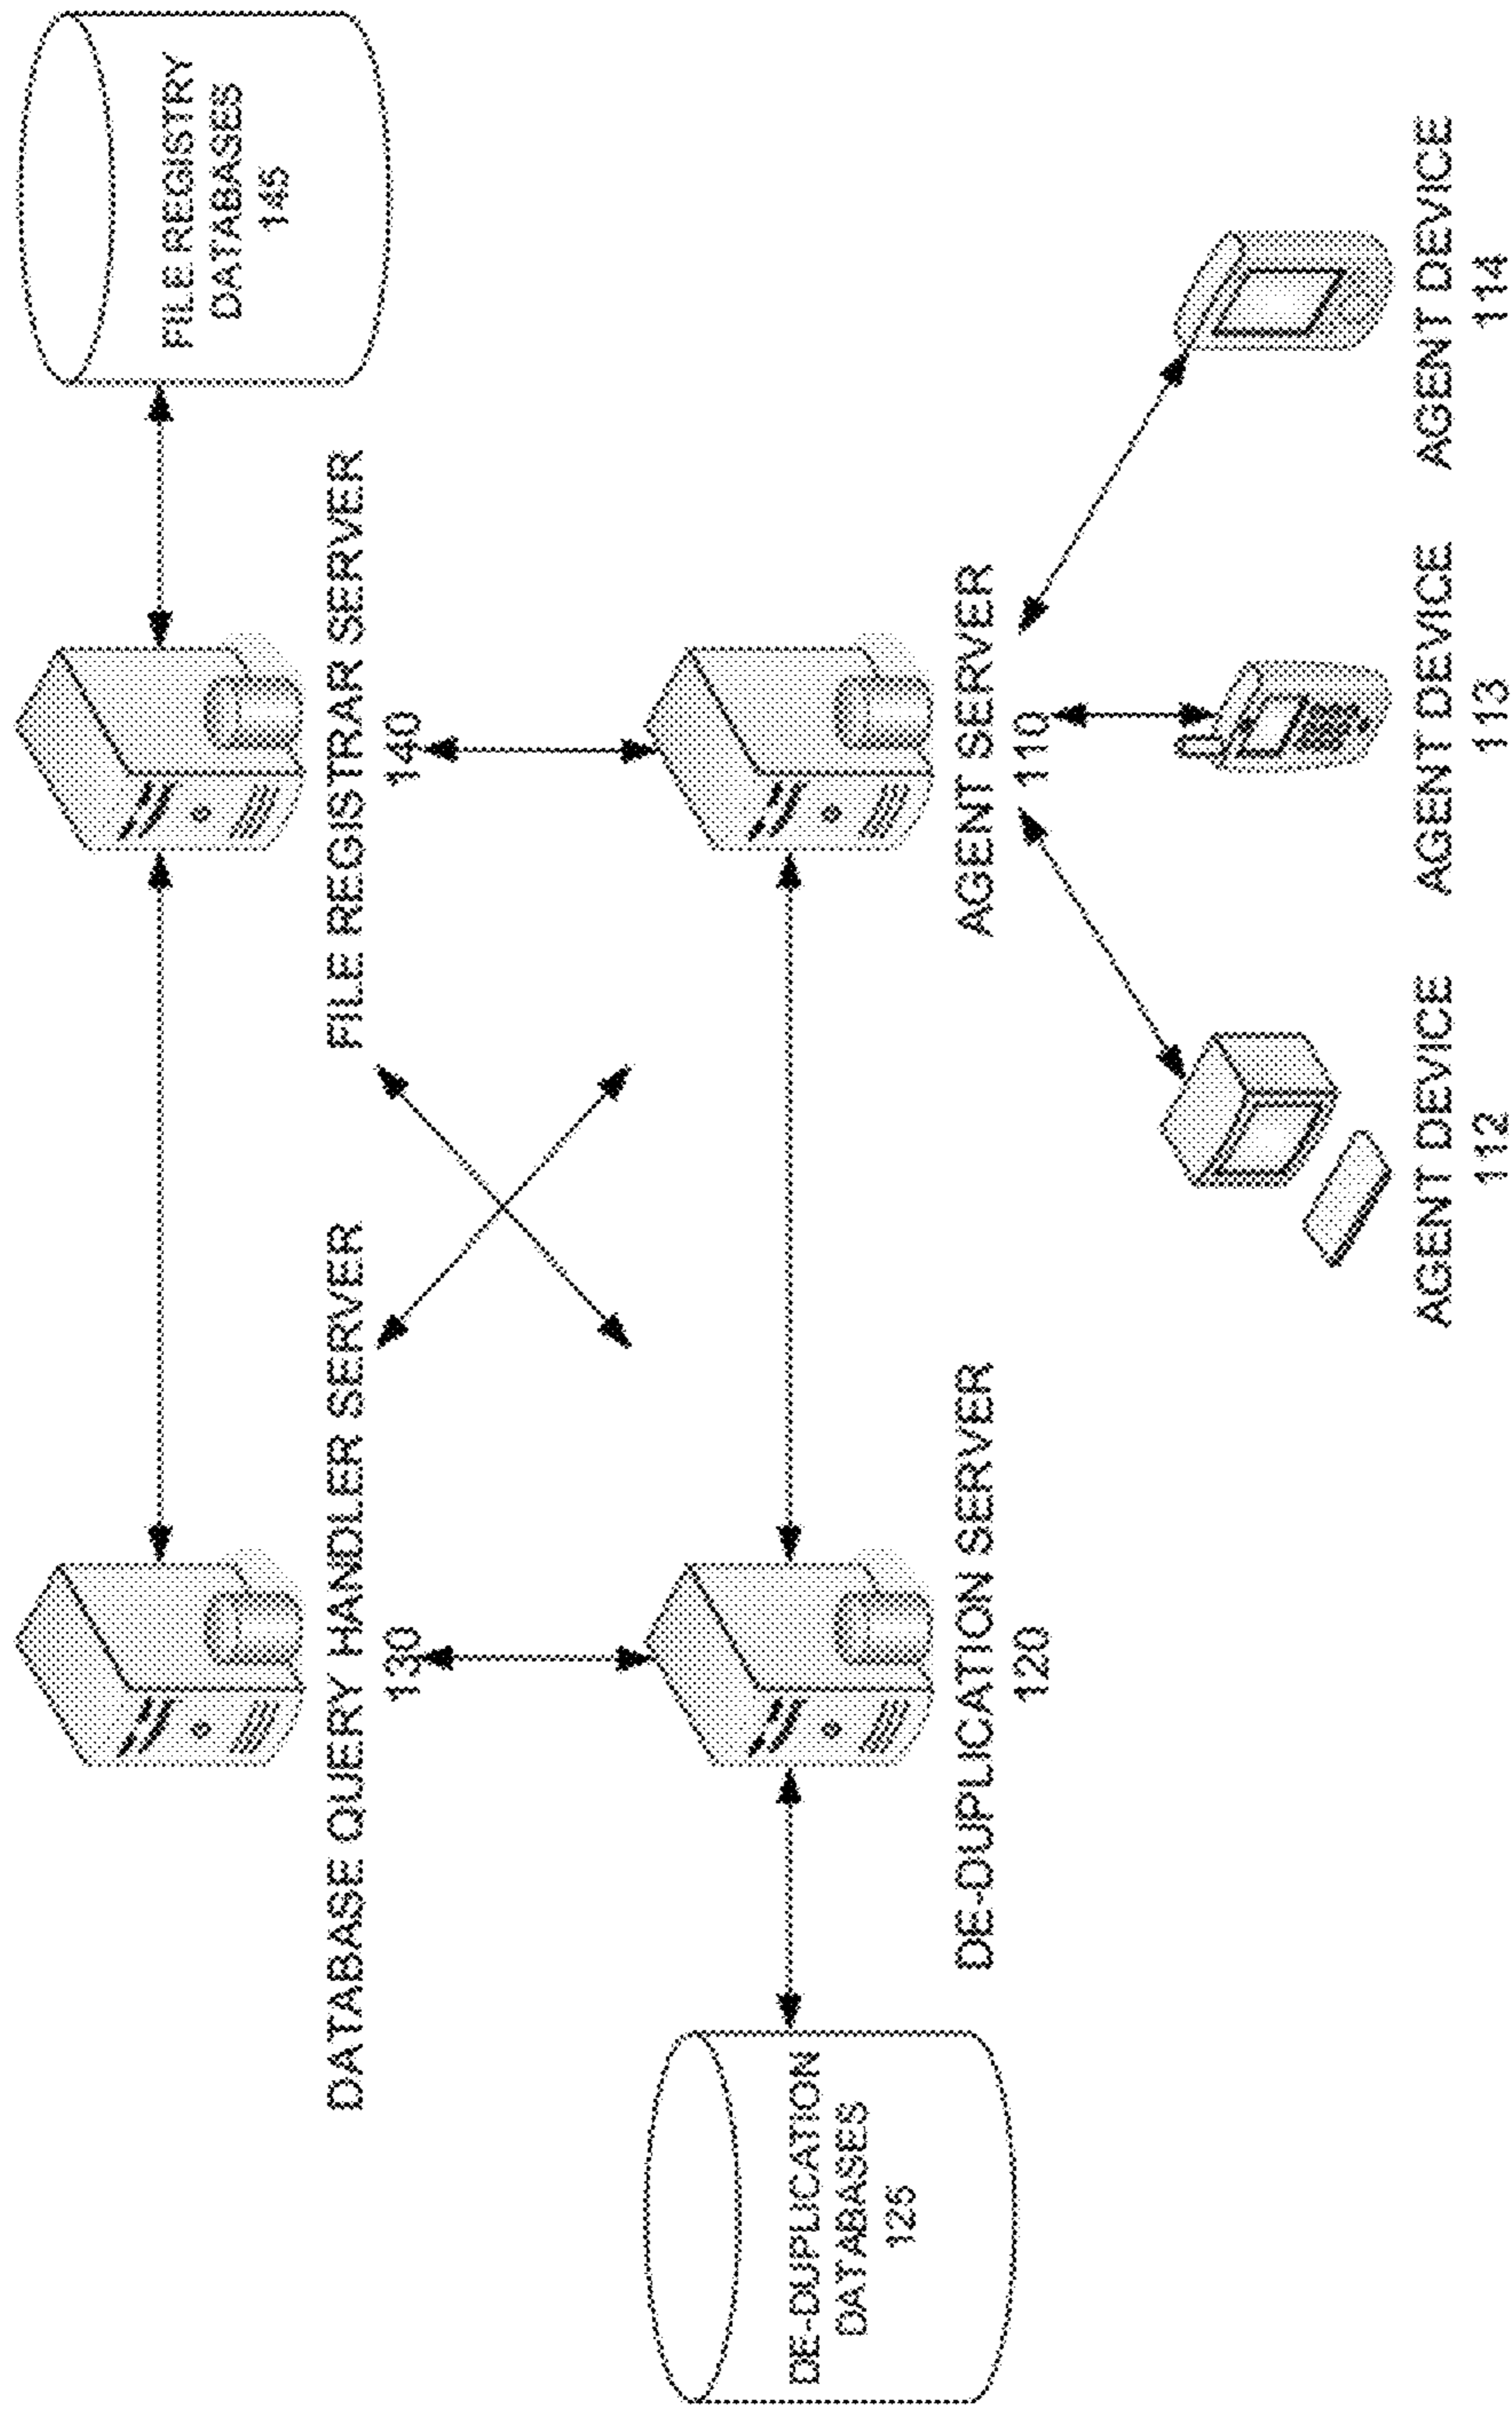 FILE REGISTRY
DATABASES
145
DATABASE QUERY HANDLER SERVER
130
FILE REGISTRAR SERVER
140
DE-DUPLICATION
DATABASES
125
DE-DUPLICATION SERVER
120
AGENT SERVER
110
AGENT DEVICE
112
AGENT DEVICE
113
AGENT DEVICE
114